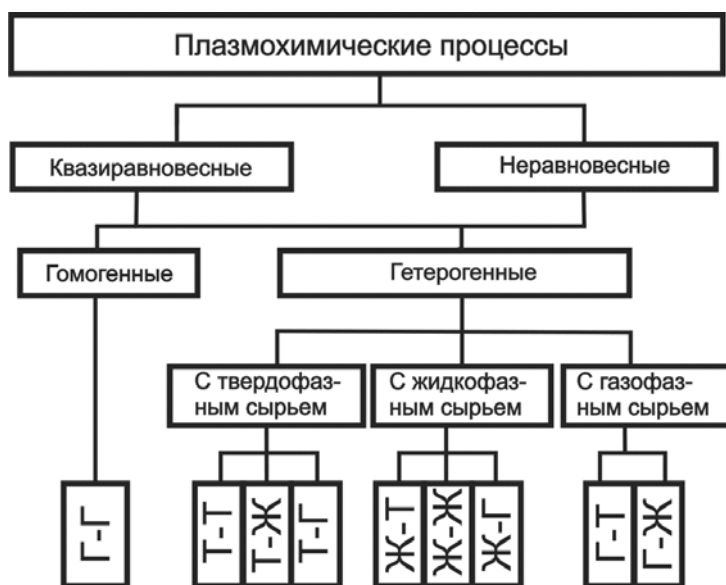 Плазмохимические процессы
Квазиравновесные
Неравновесные
Гомогенные
Гетерогенные
С твердофаз-
ным сырьем
С жидкофаз-
ным сырьем
С газофаз-
ным сырьем
Г-Г
Т-Т
Т-Ж
Т-Г
Ж-Т
Ж-Ж
Ж-Г
Г-Т
Г-Ж